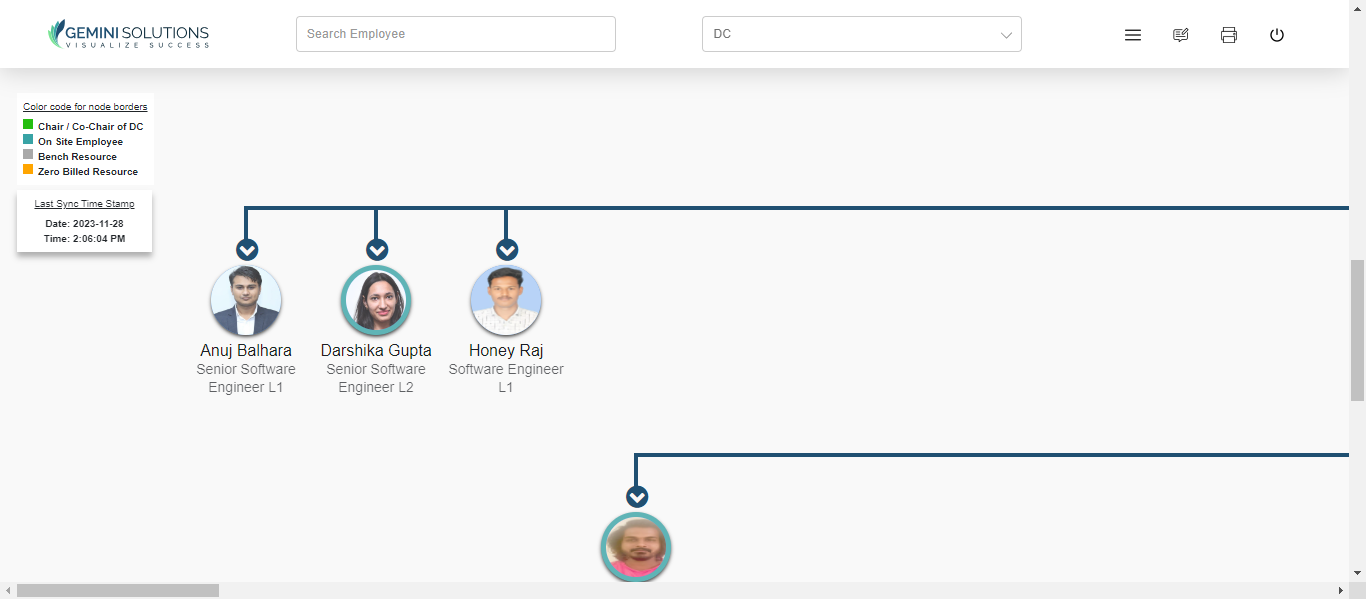 GEMINI SOLUTIONS
VISUALIZE SUCCESS
Search Employee
DC
Color code for node borders
Chair / Co-Chair of DC
On Site Employee
Bench Resource
Zero Billed Resource
Last Sync Time Stamp
Date: 2023-11-28
Time: 2:06:04 PM
Anuj Balhara
Senior Software
Engineer L1
Darshika Gupta
Senior Software
Engineer L2
Honey Raj
Software Engineer
L1